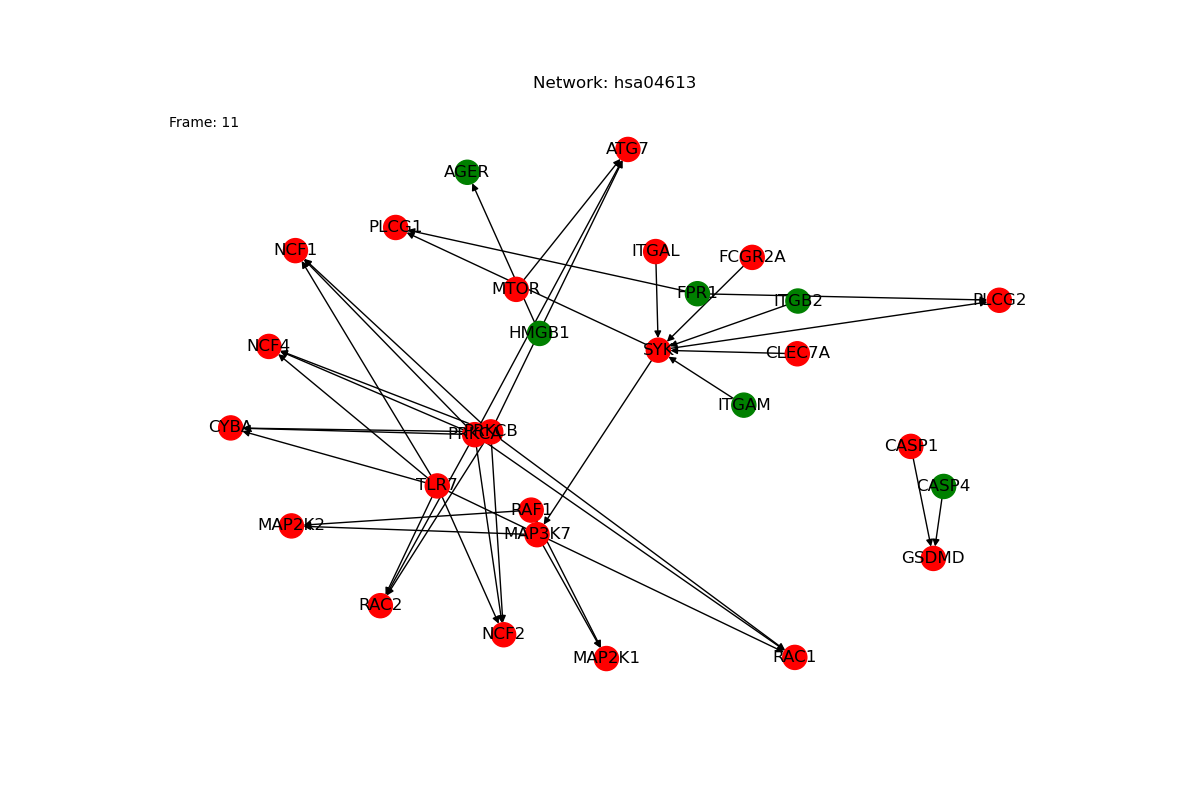 Network: hsa04613
Frame: 11
ATG7
AGER
PLCG1
NCF1
ITGAL
FCGR2A
MTOR
FPR1
ITGB2
PLCG2
HMGB1
NCF4
SYK
CLEC7A
ITGAM
CYBA
PRKCA
PRKCB
CASP1
TLR7
CASP4
RAF1
MAP2K2
MAP3K7
GSDMD
RAC2
NCF2
MAP2K1
RAC1